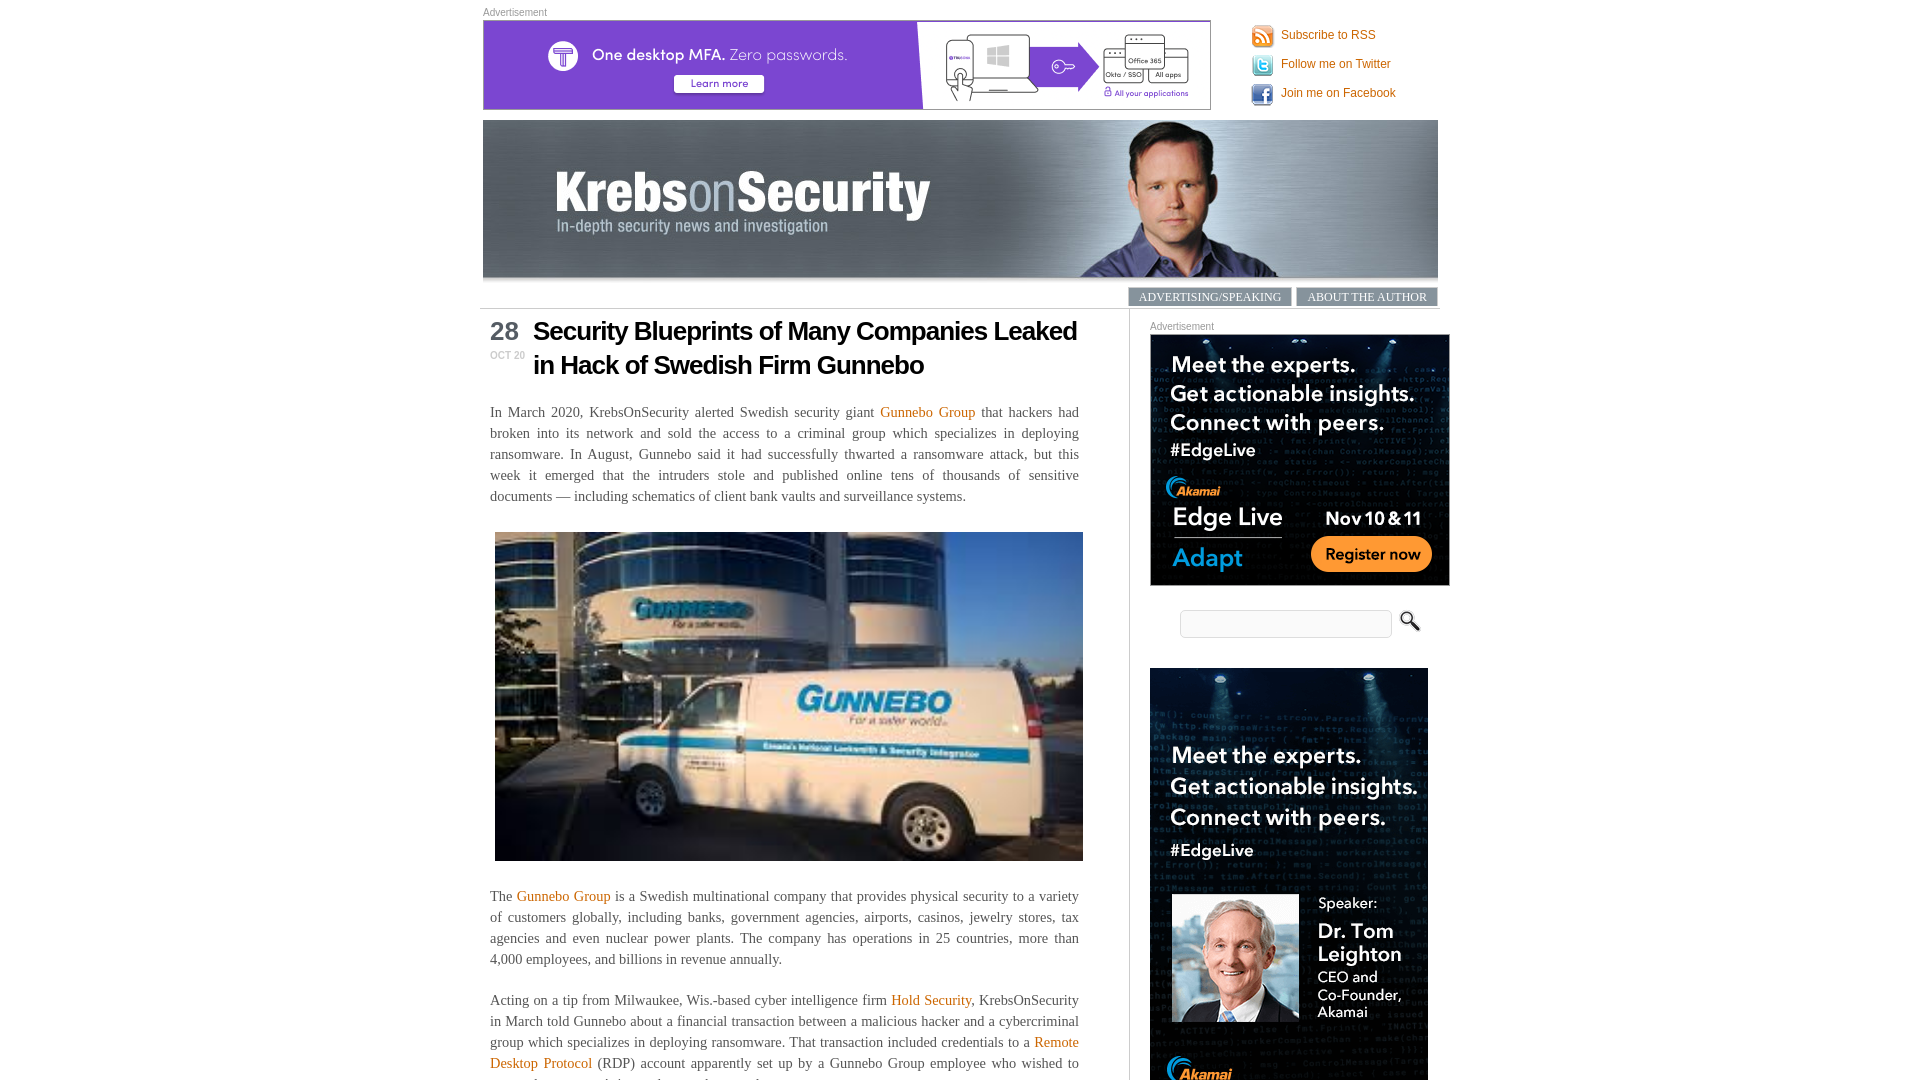 Advertisement
One desktop MFA. Zero passwords.
Learn more
Office 365
Okta / SSO
All apps
All your applications
Subscribe to RSS
Follow me on Twitter
Join me on Facebook
KrebsonSecurity
In-depth security news and investigation
ADVERTISING/SPEAKING
ABOUT THE AUTHOR
28
OCT 20
Security Blueprints of Many Companies Leaked
in Hack of Swedish Firm Gunnebo
In March 2020, KrebsOnSecurity alerted Swedish security giant Gunnebo Group that hackers had
broken into its network and sold the access to a criminal group which specializes in deploying
ransomware. In August, Gunnebo said it had successfully thwarted a ransomware attack, but this
week it emerged that the intruders stole and published online tens of thousands of sensitive
documents — including schematics of client bank vaults and surveillance systems.
GUNNEBO
For a safer world
GUNNEBO
For a safer world
Canada's National Locksmith & Security Integrator
The Gunnebo Group is a Swedish multinational company that provides physical security to a variety
of customers globally, including banks, government agencies, airports, casinos, jewelry stores, tax
agencies and even nuclear power plants. The company has operations in 25 countries, more than
4,000 employees, and billions in revenue annually.
Acting on a tip from Milwaukee, Wis.-based cyber intelligence firm Hold Security, KrebsOnSecurity
in March told Gunnebo about a financial transaction between a malicious hacker and a cybercriminal
group which specializes in deploying ransomware. That transaction included credentials to a Remote
Desktop Protocol (RDP) account apparently set up by a Gunnebo Group employee who wished to
Advertisement
Meet the experts.
Get actionable insights.
Connect with peers.
#EdgeLive
Akamai
Edge Live
Adapt
Nov 10 & 11
Register now
Meet the experts.
Get actionable insights.
Connect with peers.
#EdgeLive
Speaker:
Dr. Tom
Leighton
CEO and
Co-Founder,
Akamai
Akamai